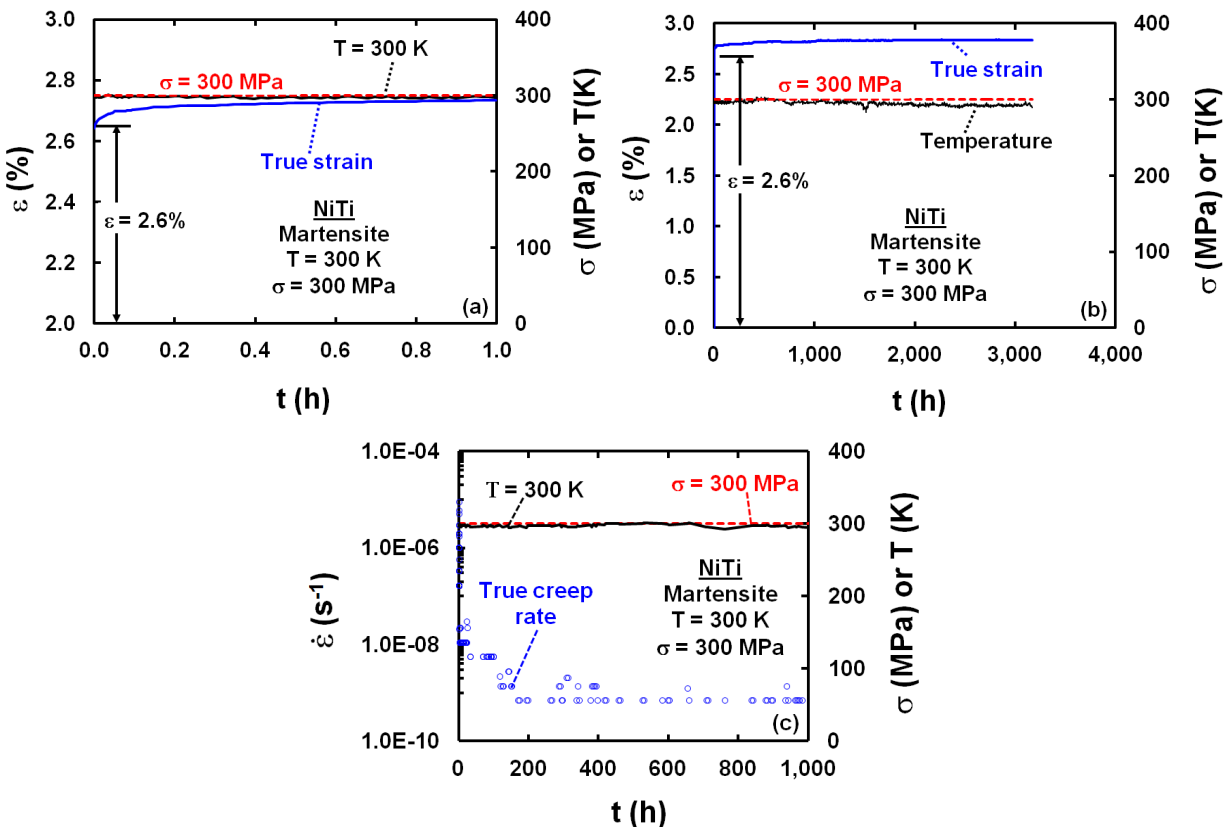 3.0
2.8
2.6
2.4
2.2
2.0
ε (%)
0.0 0.2 0.4 0.6 0.8 1.0
t (h)
400
300
200
100
0
σ (MPa) or T(K)
T = 300 K
σ = 300 MPa
True strain
ε = 2.6%
NiTi
Martensite
T = 300 K
σ = 300 MPa
(a)
3.0
2.5
2.0
1.5
1.0
0.5
0.0
ε (%)
0 1,000 2,000 3,000 4,000
t (h)
400
300
200
100
0
σ (MPa) or T(K)
True strain
σ = 300 MPa
Temperature
ε = 2.6%
NiTi
Martensite
T = 300 K
σ = 300 MPa
(b)
1.0E-04
1.0E-06
1.0E-08
1.0E-10
ε̇ (s⁻¹)
0 200 400 600 800 1,000
t (h)
400
300
200
100
0
σ (MPa) or T (K)
T = 300 K
σ = 300 MPa
True creep
rate
NiTi
Martensite
T = 300 K
σ = 300 MPa
(c)